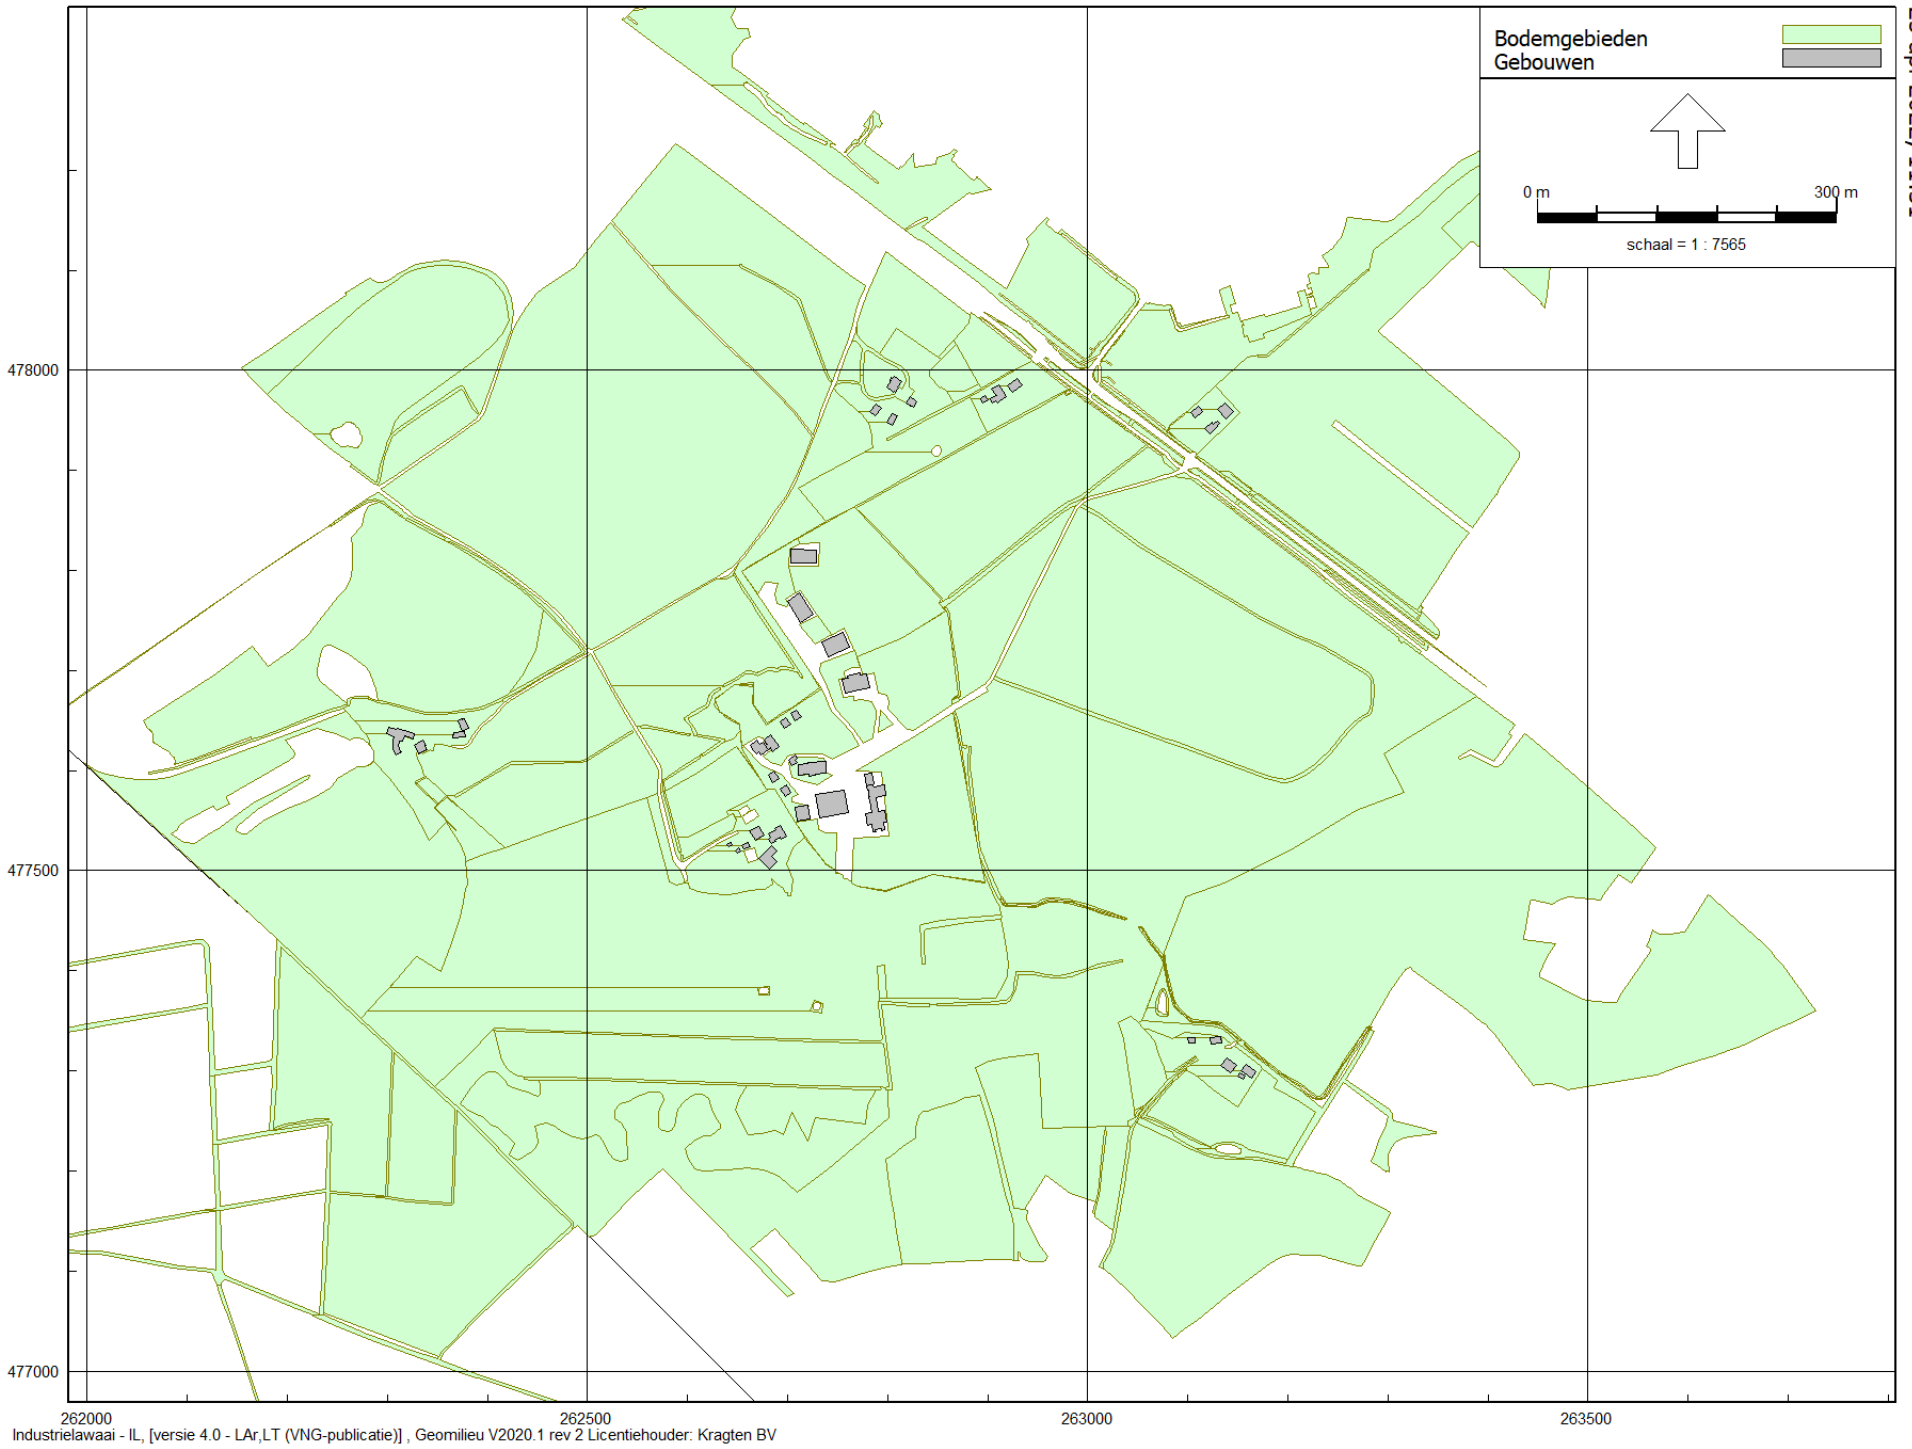 Bodemgebieden
Gebouwen
0 m 300 m
schaal = 1 : 7565
478000
477500
477000
262000 262500 263000 263500
Industrielawaai - IL, [versie 4.0 - LAr,LT (VNG-publicatie)] , Geomilieu V2020.1 rev 2 Licentiehouder: Kragten BV